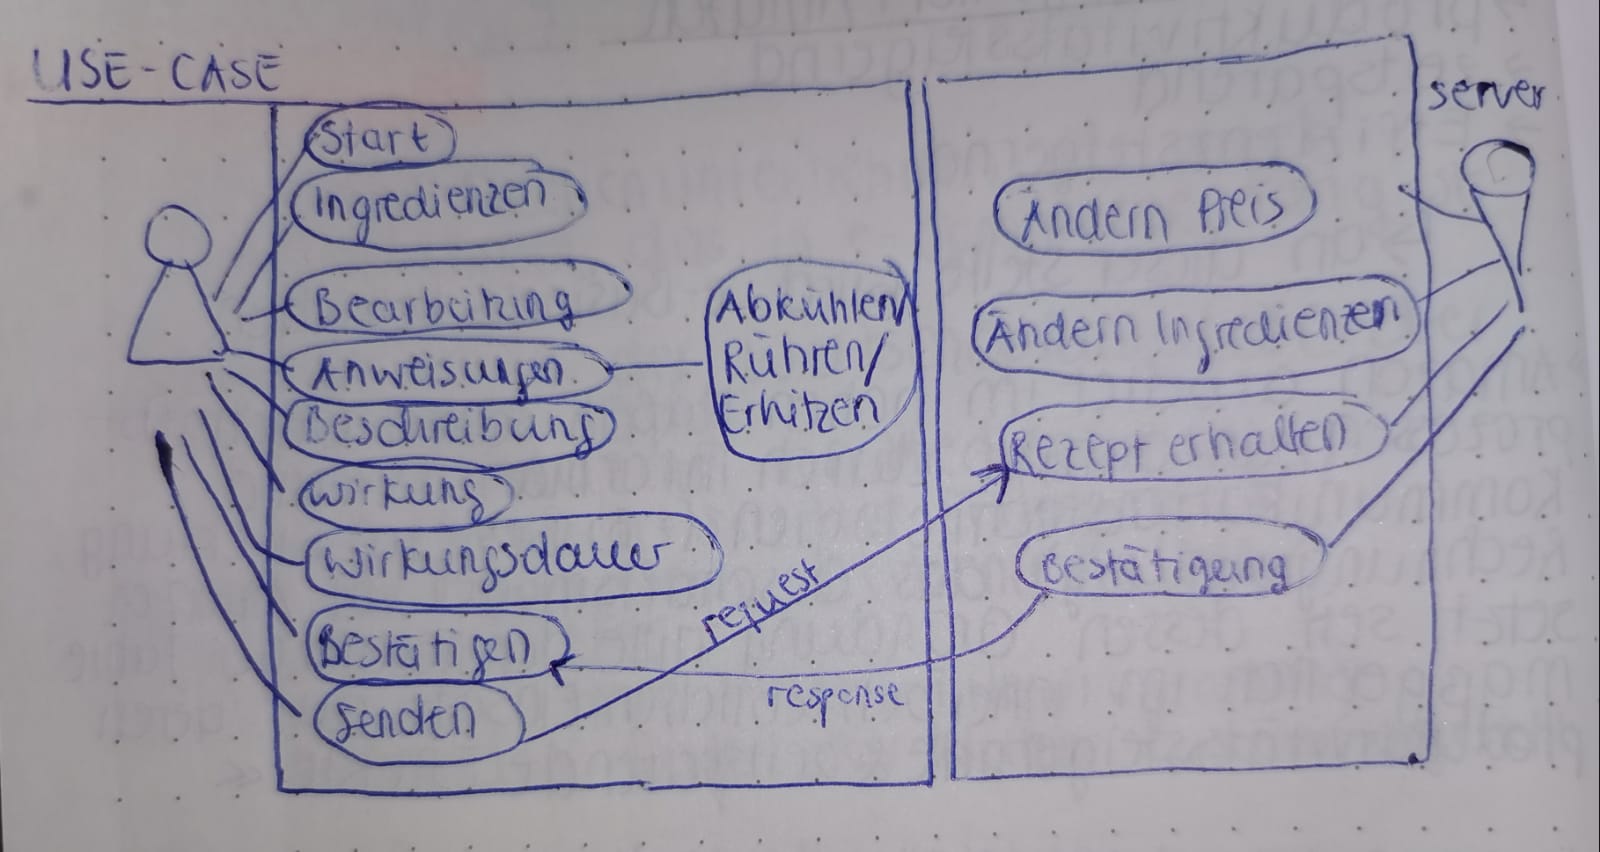 USE-CASE
server
Start
Ingredienzen
Bearbeitung
Anweisungen
Beschreibung
Wirkung
Wirkungsdauer
Bestätigen
Senden
Abkühlen/
Rühren/
Erhitzen
request
response
Ändern Preis
Ändern Ingredienzen
Rezept erhalten
Bestätigung